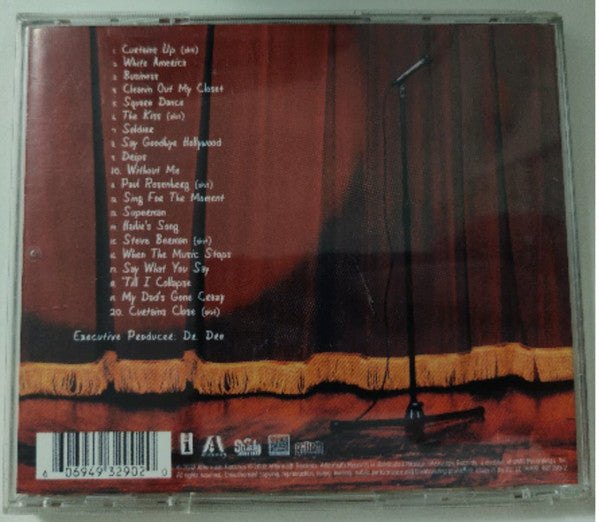 1. Curtains Up (skit)
2. White America
3. Business
4. Cleanin Out My Closet
5. Square Dance
6. The Kiss (skit)
7. Soldier
8. Say Goodbye Hollywood
9. Drips
10. Without Me
11. Paul Rosenberg (skit)
12. Sing For The Moment
13. Superman
14. Hailie's Song
15. Steve Berman (skit)
16. When The Music Stops
17. Say What You Say
18. 'Till I Collapse
19. My Dad's Gone Crazy
20. Curtains Close (skit)
Executive Producer: Dr. Dre
6 06949 32902 0